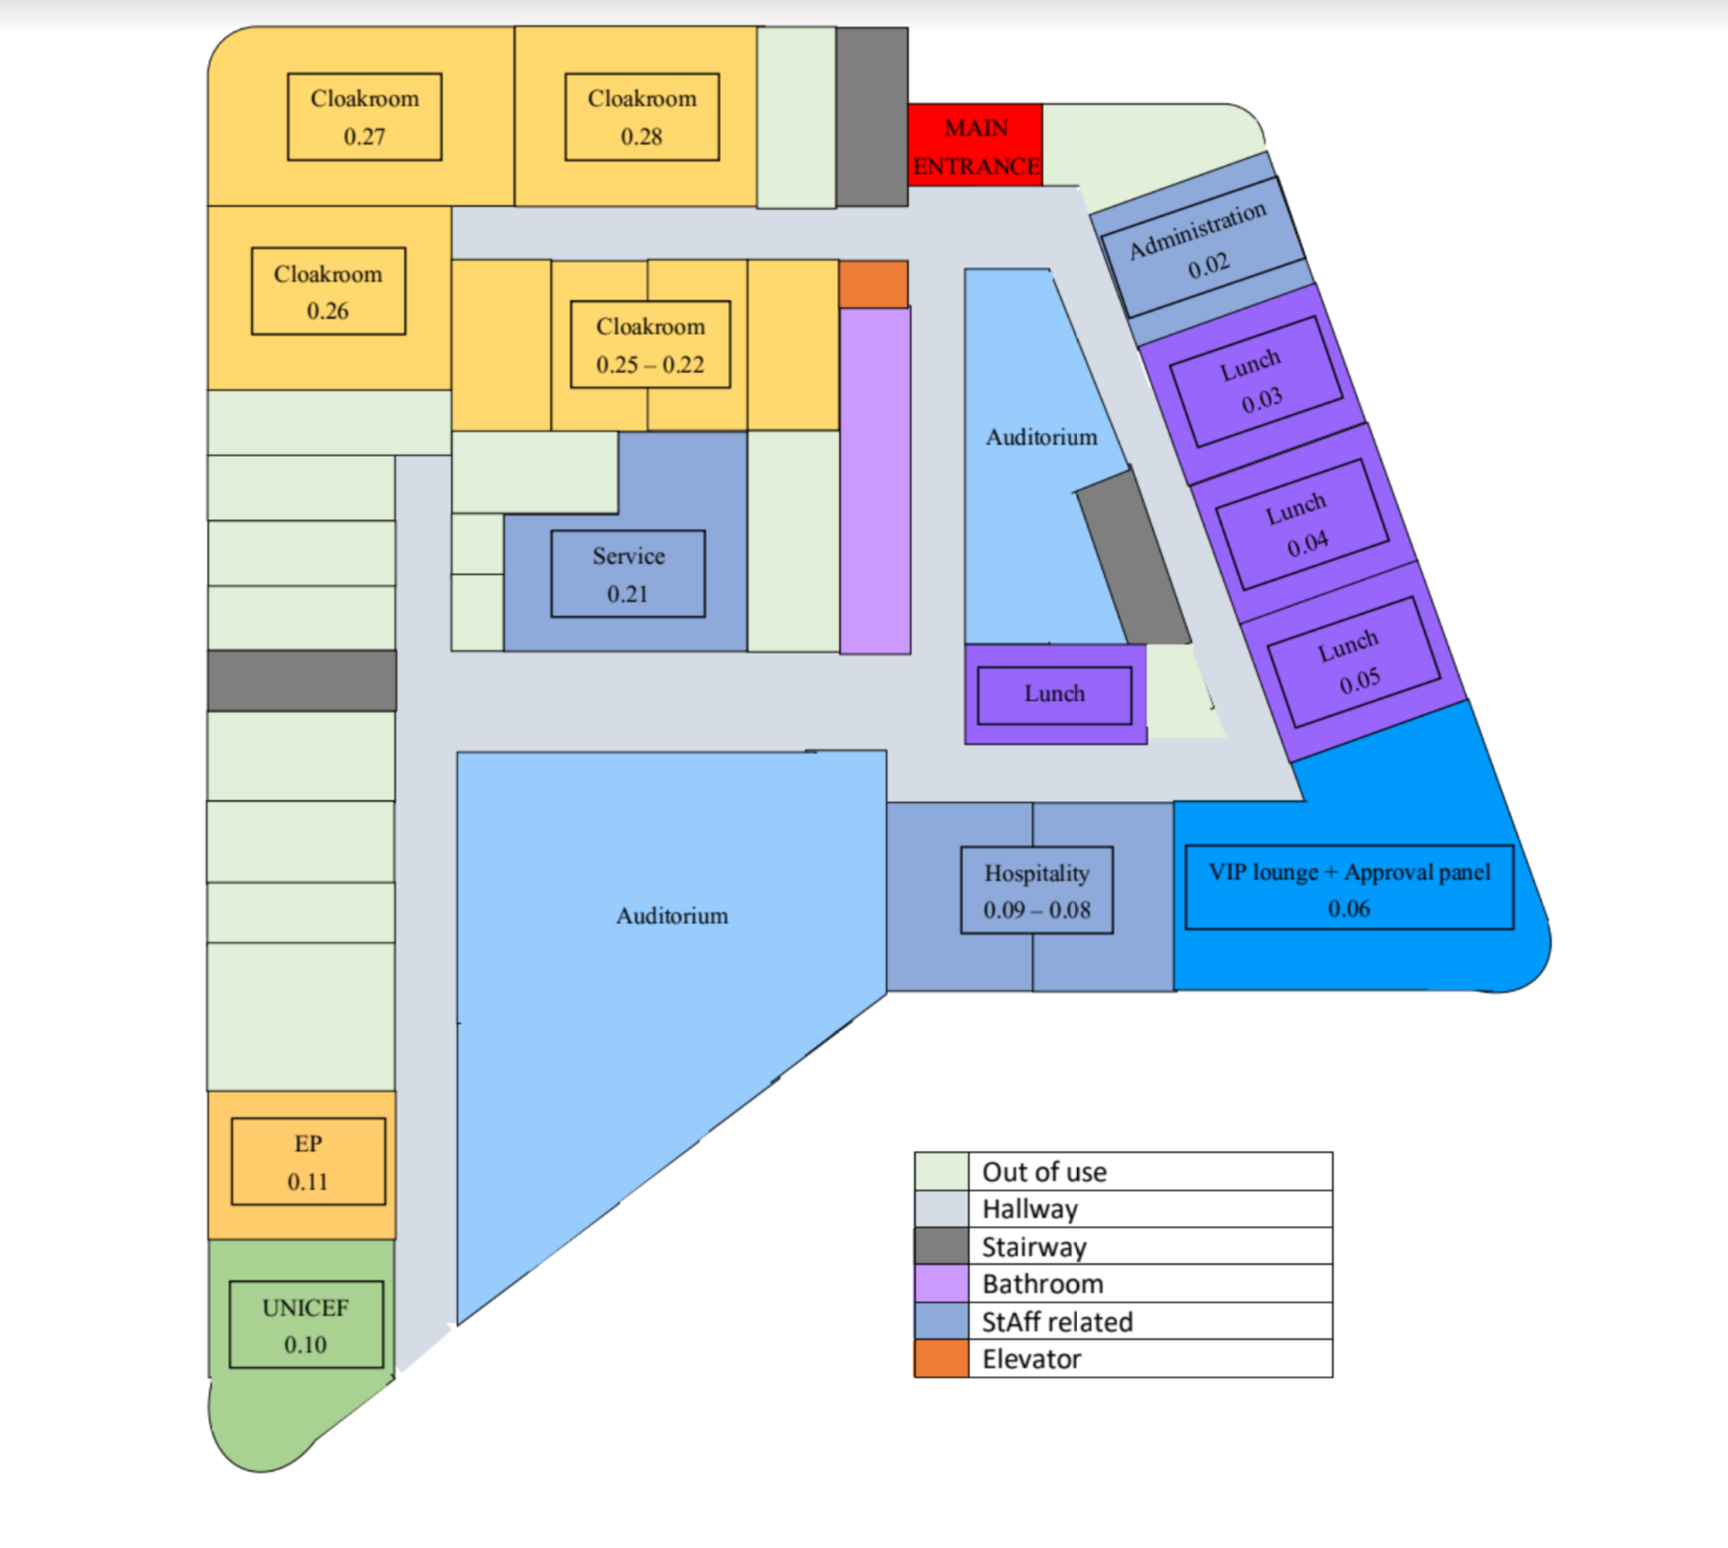 Cloakroom
0.27
Cloakroom
0.28
MAIN
ENTRANCE
Administration
0.02
Cloakroom
0.26
Cloakroom
0.25 – 0.22
Lunch
0.03
Auditorium
Lunch
0.04
Service
0.21
Lunch
0.05
Lunch
Auditorium
Hospitality
0.09 – 0.08
VIP lounge + Approval panel
0.06
EP
0.11
UNICEF
0.10
Out of use
Hallway
Stairway
Bathroom
StAff related
Elevator